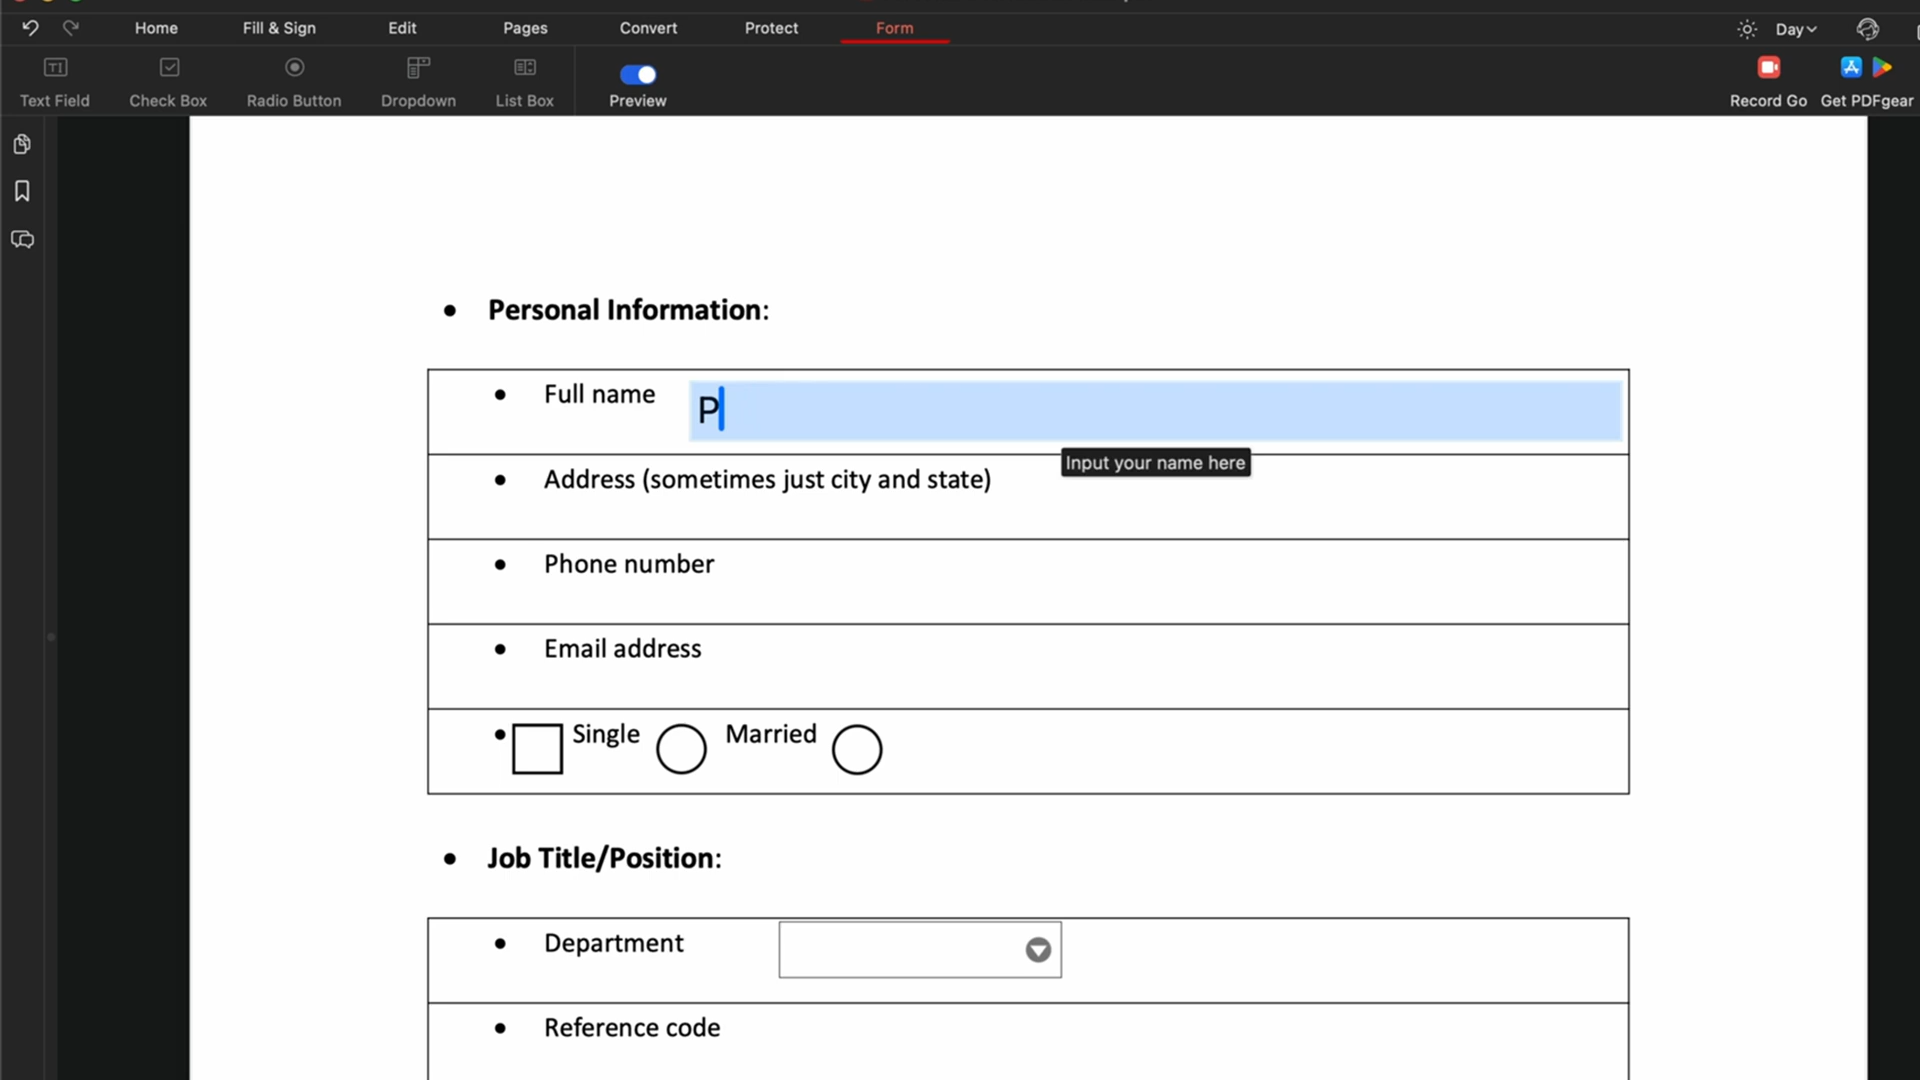 Home Fill & Sign Edit Pages Convert Protect Form Day
Text Field Check Box Radio Button Dropdown List Box Preview Record Go Get PDFgear
• Personal Information:
• Full name P
Input your name here
• Address (sometimes just city and state)
• Phone number
• Email address
• Single Married
• Job Title/Position:
• Department
• Reference code